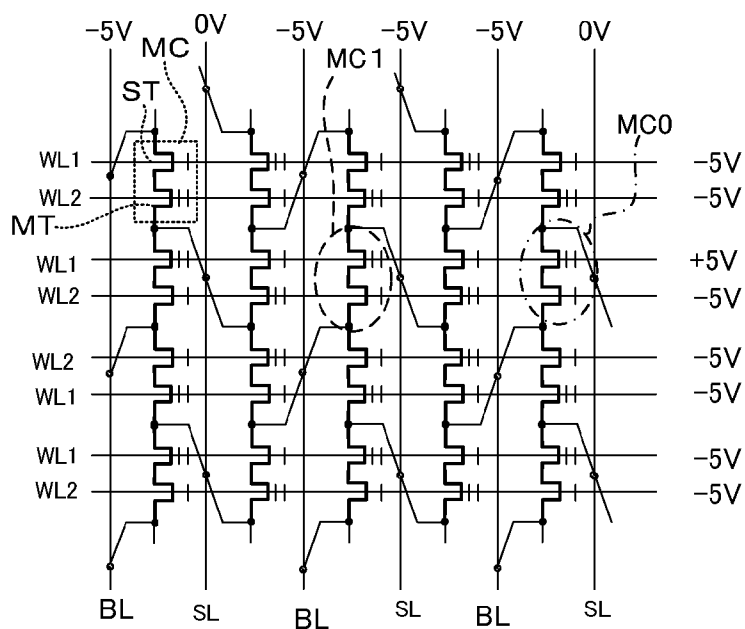 -5V 0V -5V -5V -5V 0V
MC
MC1
ST
MC0
WL1 -5V
WL2 -5V
MT
WL1 +5V
WL2 -5V
WL2 -5V
WL1 -5V
WL1 -5V
WL2 -5V
BL SL BL SL BL SL